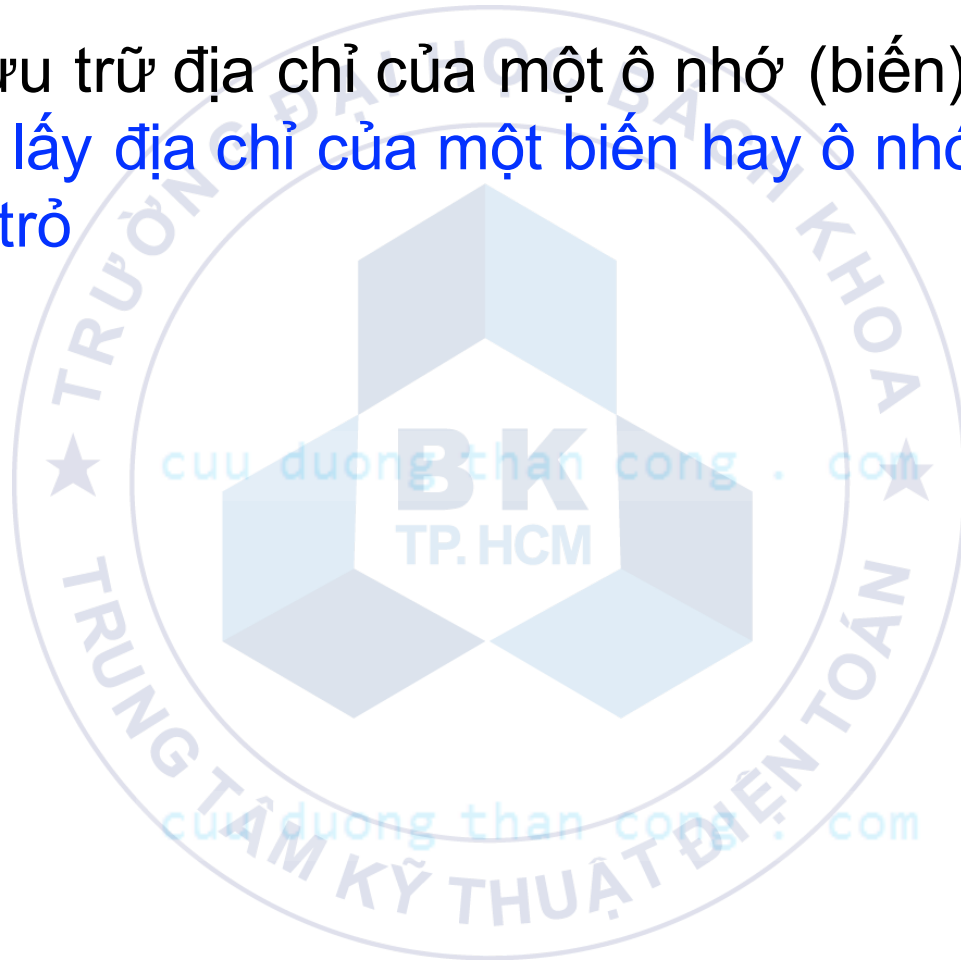 ưu trữ địa chỉ của một ô nhớ (biến)
lấy địa chỉ của một biến hay ô nhớ
trỏ
TRƯỜNG ĐẠI HỌC BÁCH KHOA
BK
TP.HCM
cuu duong than cong . com
cuu duong than cong . com
TRUNG TÂM KỸ THUẬT ĐIỆN TOÁN